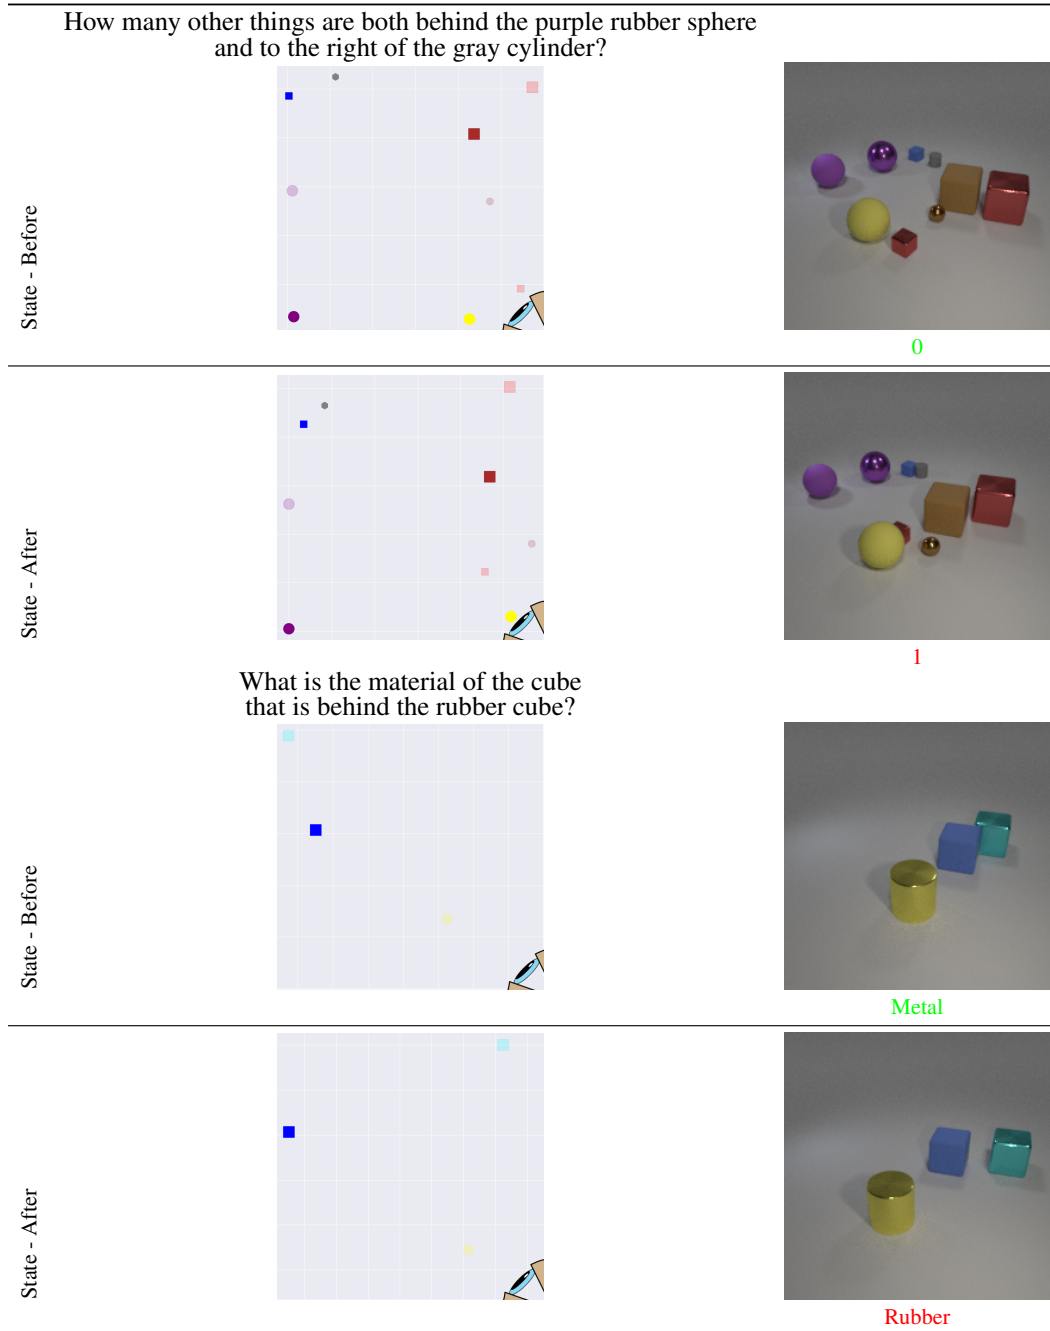 How many other things are both behind the purple rubber sphere
and to the right of the gray cylinder?
State - Before
0
State - After
1
What is the material of the cube
that is behind the rubber cube?
State - Before
Metal
State - After
Rubber